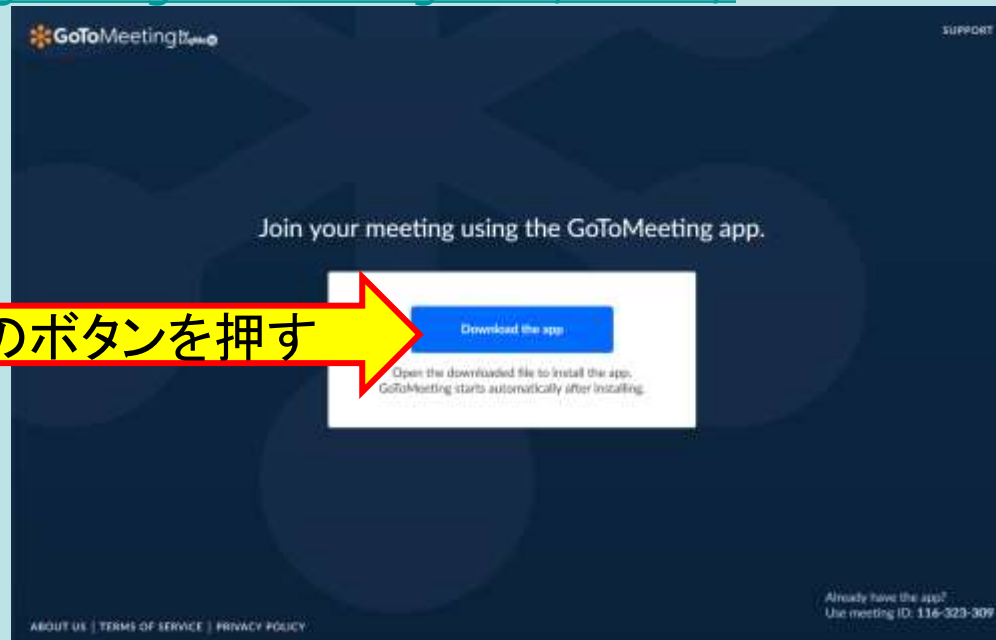 GoToMeeting
SUPPORT
Join your meeting using the GoToMeeting app.
のボタンを押す
Download the app
Open the downloaded file to install the app.
GoToMeeting starts automatically after installing.
Already have the app?
Use meeting ID: 116-323-309
ABOUT US | TERMS OF SERVICE | PRIVACY POLICY